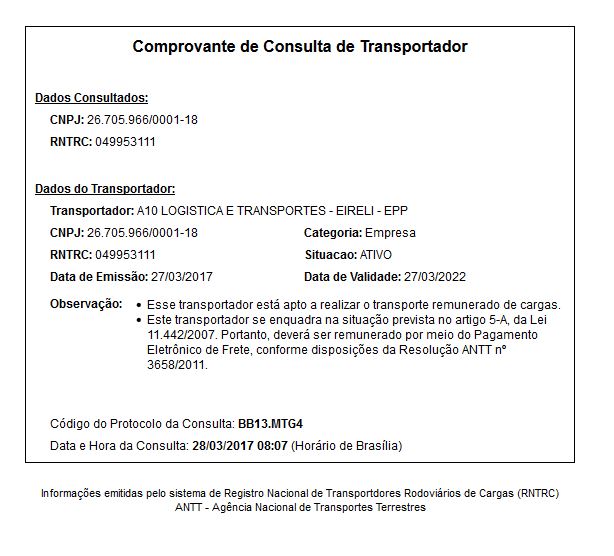 Comprovante de Consulta de Transportador
Dados Consultados:
CNPJ: 26.705.966/0001-18
RNTRC: 049953111
Dados do Transportador:
Transportador: A10 LOGISTICA E TRANSPORTES - EIRELI - EPP
CNPJ: 26.705.966/0001-18 Categoria: Empresa
RNTRC: 049953111 Situacao: ATIVO
Data de Emissão: 27/03/2017 Data de Validade: 27/03/2022
Observação: • Esse transportador está apto a realizar o transporte remunerado de cargas.
• Este transportador se enquadra na situação prevista no artigo 5-A, da Lei
11.442/2007. Portanto, deverá ser remunerado por meio do Pagamento
Eletrônico de Frete, conforme disposições da Resolução ANTT nº
3658/2011.
Código do Protocolo da Consulta: BB13.MTG4
Data e Hora da Consulta: 28/03/2017 08:07 (Horário de Brasília)
Informações emitidas pelo sistema de Registro Nacional de Transportdores Rodoviários de Cargas (RNTRC)
ANTT - Agência Nacional de Transportes Terrestres